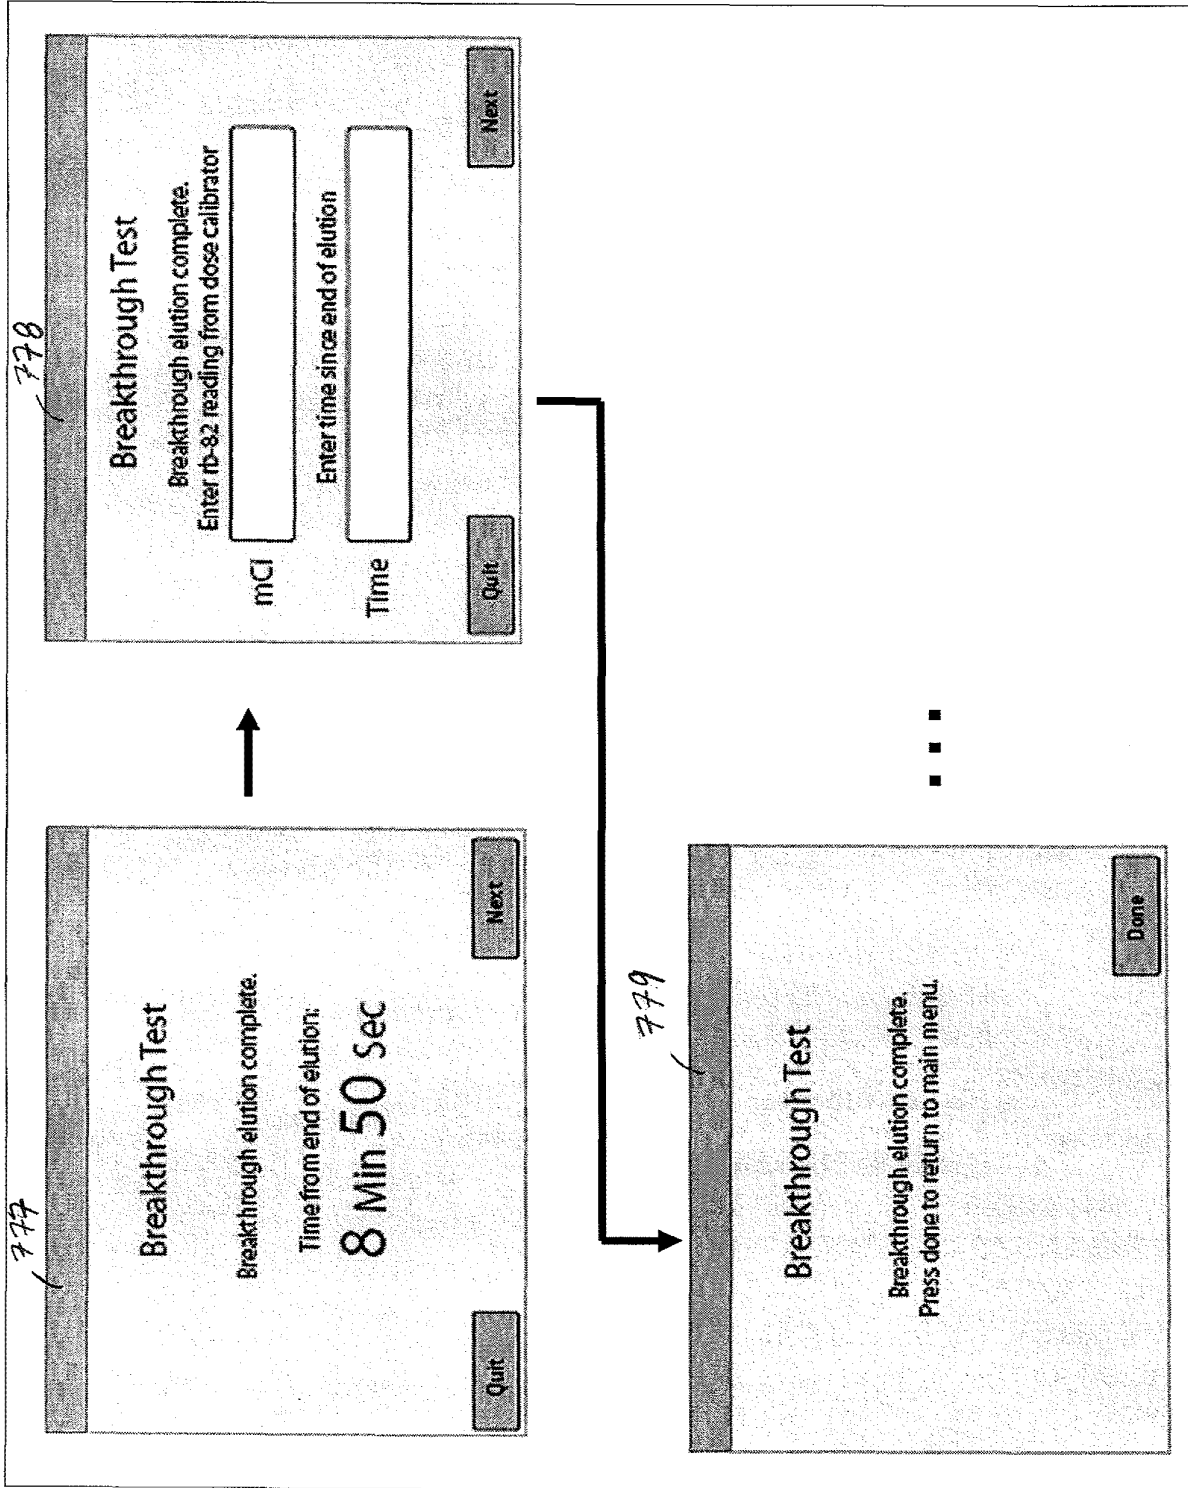 777
Breakthrough Test
Breakthrough elution complete.
Time from end of elution:
8 Min 50 Sec
Quit
Next
778
Breakthrough Test
Breakthrough elution complete.
Enter rb-82 reading from dose calibrator
mCI
Enter time since end of elution
Time
Quit
Next
779
Breakthrough Test
Breakthrough elution complete.
Press done to return to main menu.
Done